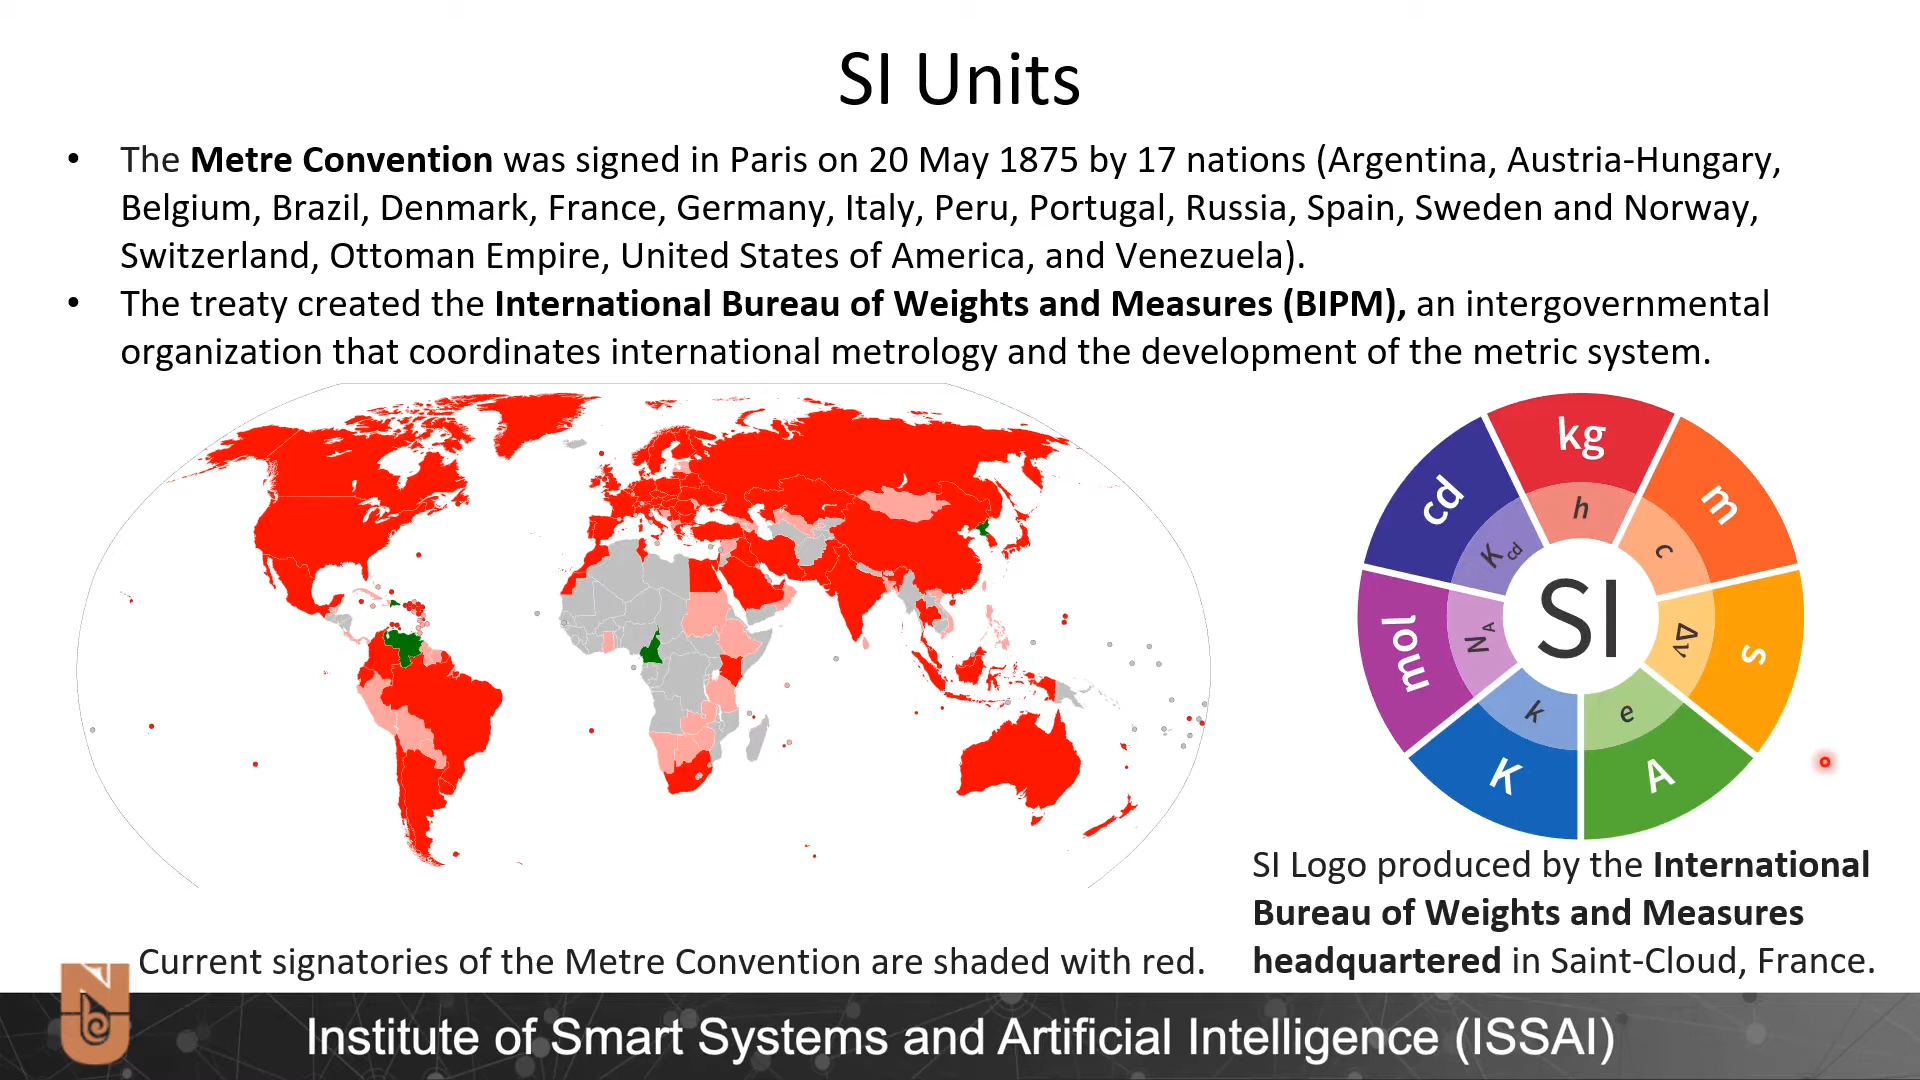 SI Units
• The Metre Convention was signed in Paris on 20 May 1875 by 17 nations (Argentina, Austria-Hungary,
Belgium, Brazil, Denmark, France, Germany, Italy, Peru, Portugal, Russia, Spain, Sweden and Norway,
Switzerland, Ottoman Empire, United States of America, and Venezuela).
• The treaty created the International Bureau of Weights and Measures (BIPM), an intergovernmental
organization that coordinates international metrology and the development of the metric system.
kg
m
s
A
K
mol
cd
h
c
Δν
e
k
N_A
K_cd
SI
SI Logo produced by the International
Bureau of Weights and Measures
headquartered in Saint-Cloud, France.
Current signatories of the Metre Convention are shaded with red.
Institute of Smart Systems and Artificial Intelligence (ISSAI)